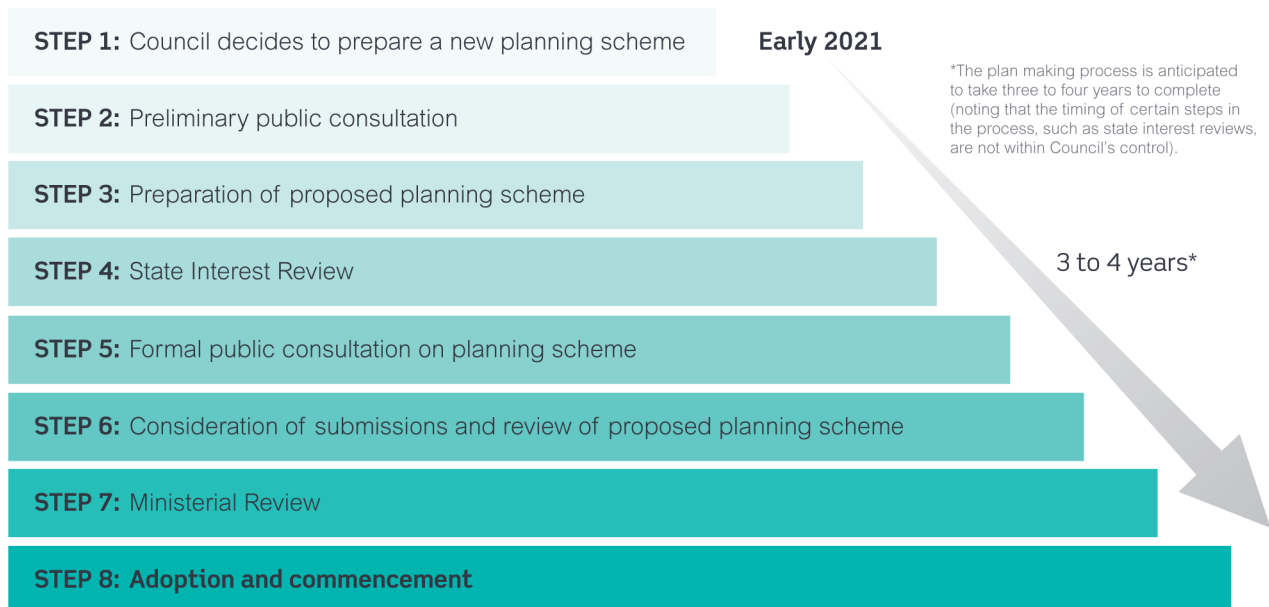 STEP 1: Council decides to prepare a new planning scheme
Early 2021
*The plan making process is anticipated
to take three to four years to complete
(noting that the timing of certain steps in
the process, such as state interest reviews,
are not within Council's control).
STEP 2: Preliminary public consultation
STEP 3: Preparation of proposed planning scheme
STEP 4: State Interest Review
3 to 4 years*
STEP 5: Formal public consultation on planning scheme
STEP 6: Consideration of submissions and review of proposed planning scheme
STEP 7: Ministerial Review
STEP 8: Adoption and commencement